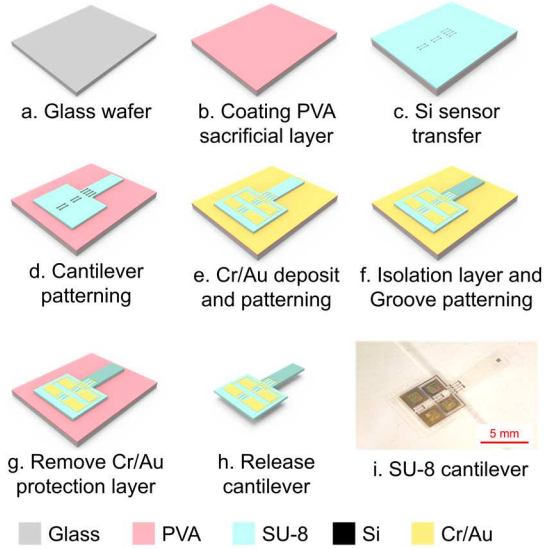 a. Glass wafer
b. Coating PVA
sacrificial layer
c. Si sensor
transfer
d. Cantilever
patterning
e. Cr/Au deposit
and patterning
f. Isolation layer and
Groove patterning
g. Remove Cr/Au
protection layer
h. Release
cantilever
5 mm
i. SU-8 cantilever
Glass
PVA
SU-8
Si
Cr/Au